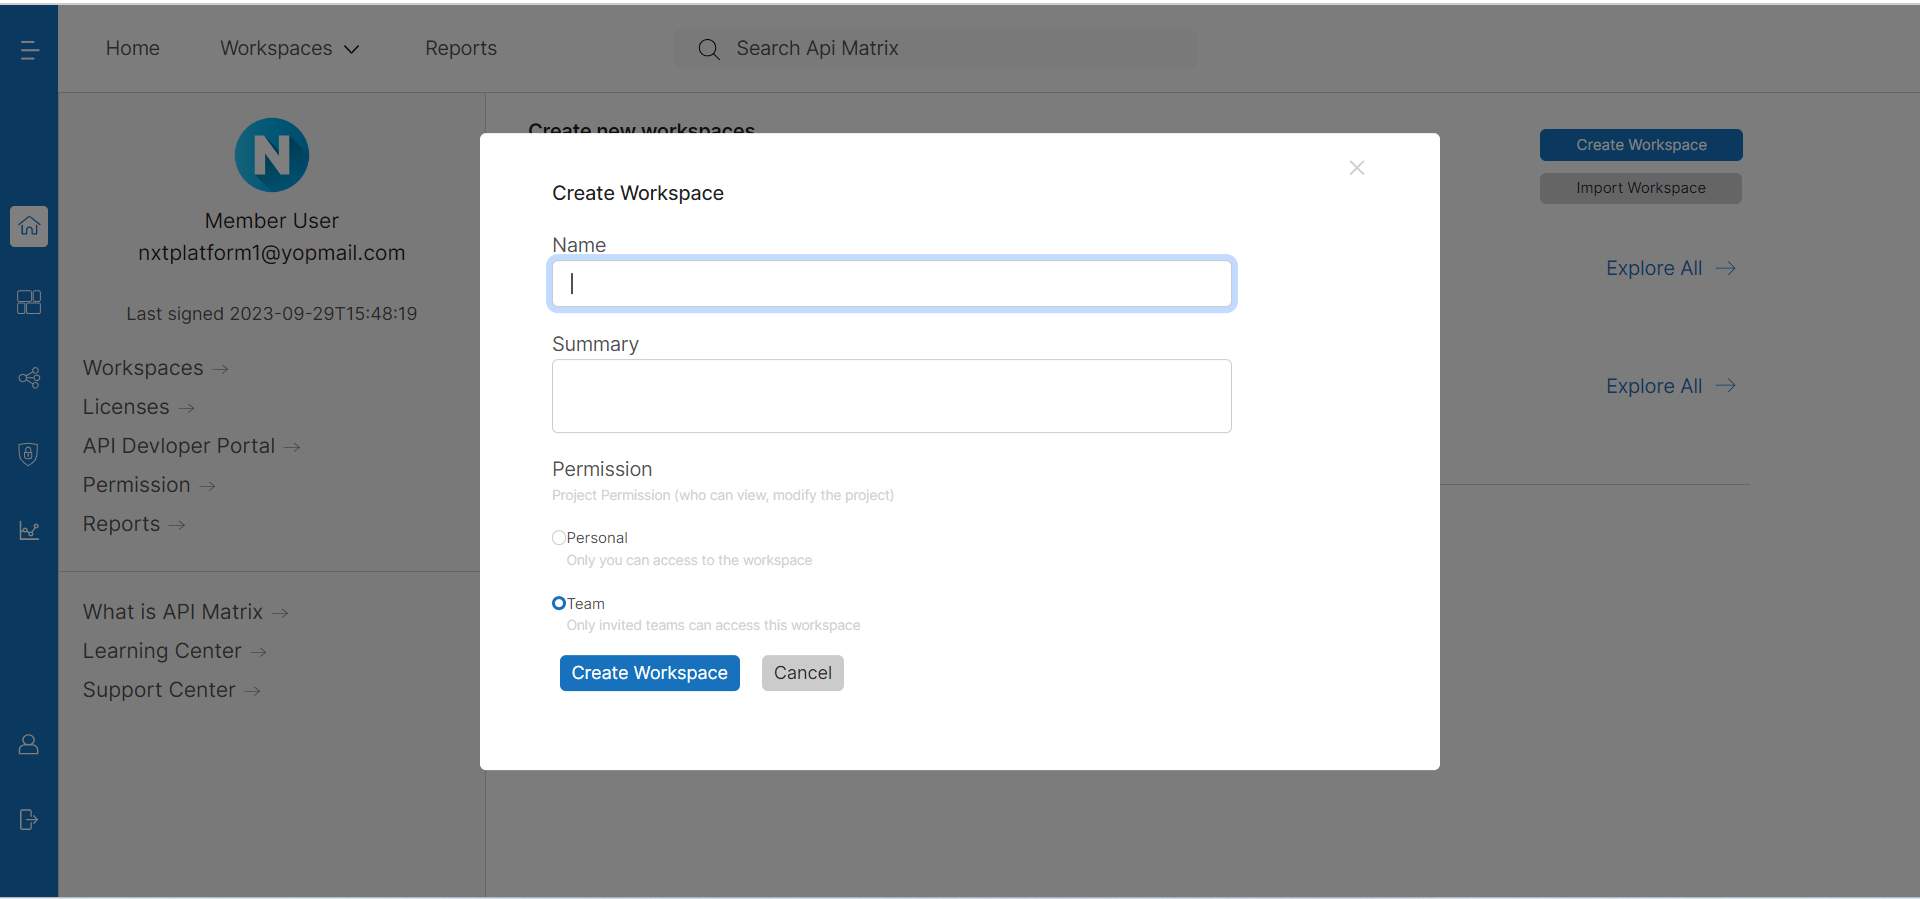 Home Workspaces Reports Search Api Matrix
N
Member User
nxtplatform1@yopmail.com
Last signed 2023-09-29T15:48:19
Workspaces →
Licenses →
API Devloper Portal →
Permission →
Reports →
What is API Matrix →
Learning Center →
Support Center →
Create new workspaces
Create Workspace
Import Workspace
Explore All →
Explore All →
Create Workspace
Name
Summary
Permission
Project Permission (who can view, modify the project)
Personal
Only you can access to the workspace
Team
Only invited teams can access this workspace
Create Workspace Cancel